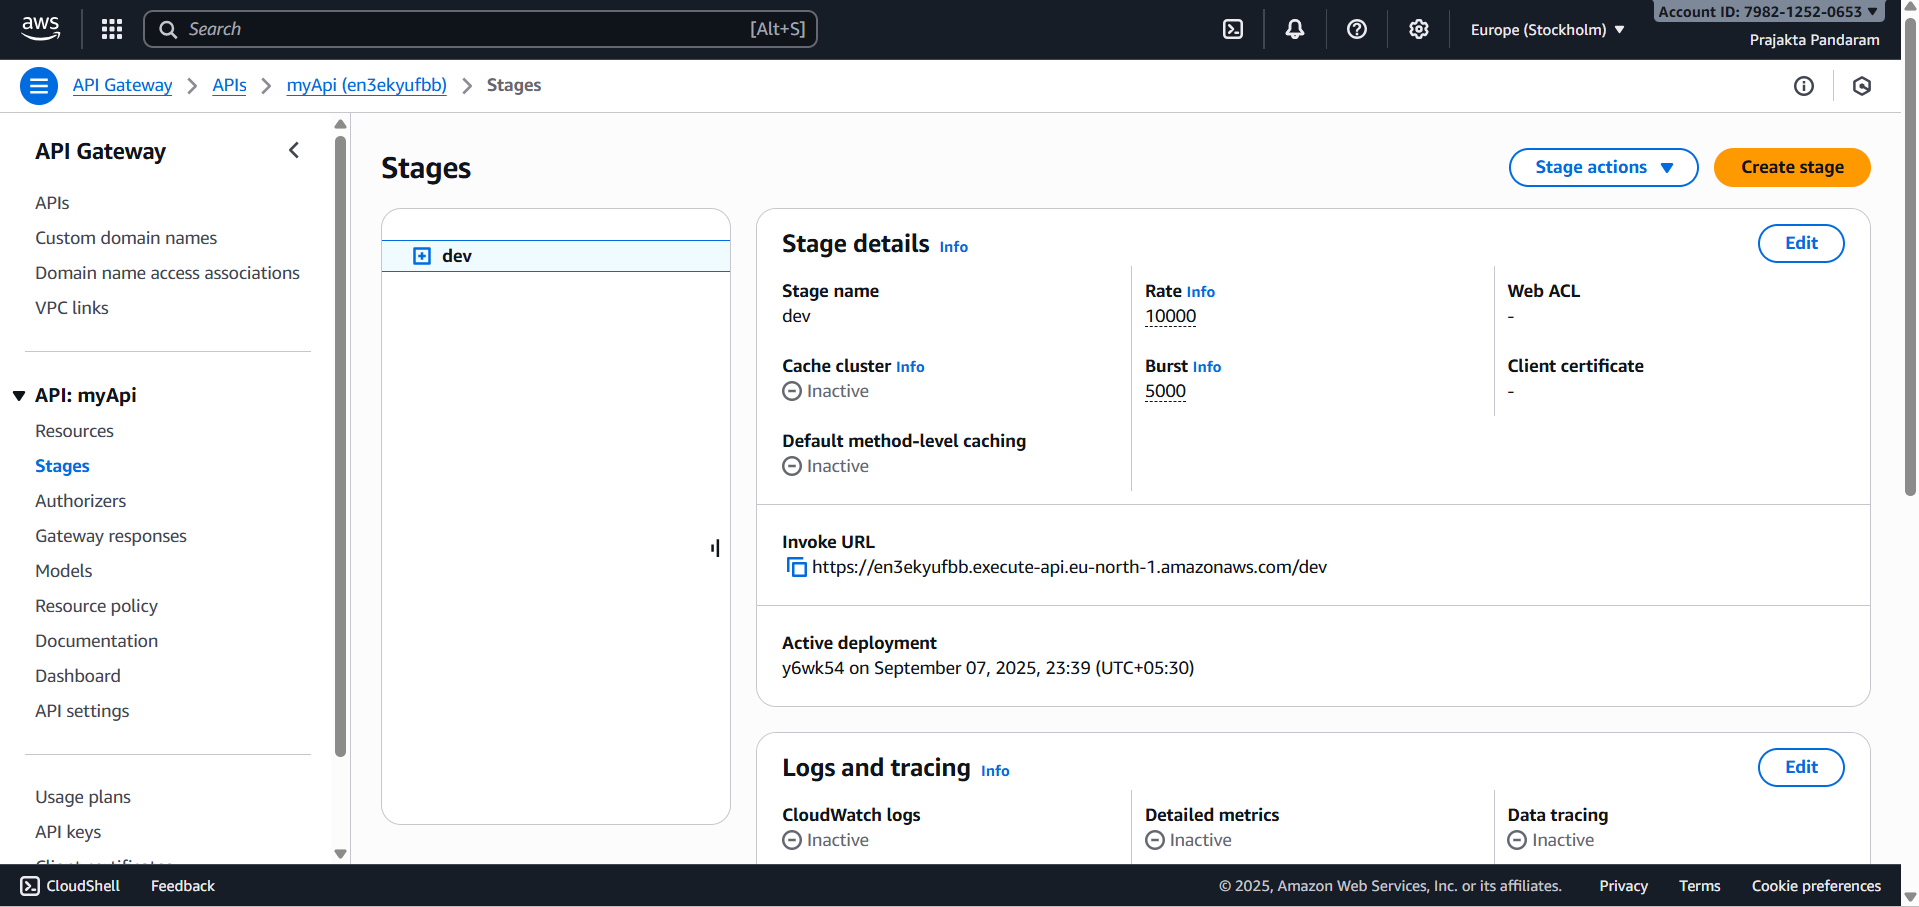 aws
Search [Alt+S]
Europe (Stockholm)
Account ID: 7982-1252-0653
Prajakta Pandaram
API Gateway
APIs
myApi (en3ekyufbb)
Stages
API Gateway
APIs
Custom domain names
Domain name access associations
VPC links
API: myApi
Resources
Stages
Authorizers
Gateway responses
Models
Resource policy
Documentation
Dashboard
API settings
Usage plans
API keys
Client certificates
Stages
Stage actions
Create stage
dev
Stage details Info
Edit
Stage name
dev
Rate Info
10000
Web ACL
-
Cache cluster Info
Inactive
Burst Info
5000
Client certificate
-
Default method-level caching
Inactive
Invoke URL
https://en3ekyufbb.execute-api.eu-north-1.amazonaws.com/dev
Active deployment
y6wk54 on September 07, 2025, 23:39 (UTC+05:30)
Logs and tracing Info
Edit
CloudWatch logs
Inactive
Detailed metrics
Inactive
Data tracing
Inactive
CloudShell
Feedback
© 2025, Amazon Web Services, Inc. or its affiliates.
Privacy
Terms
Cookie preferences